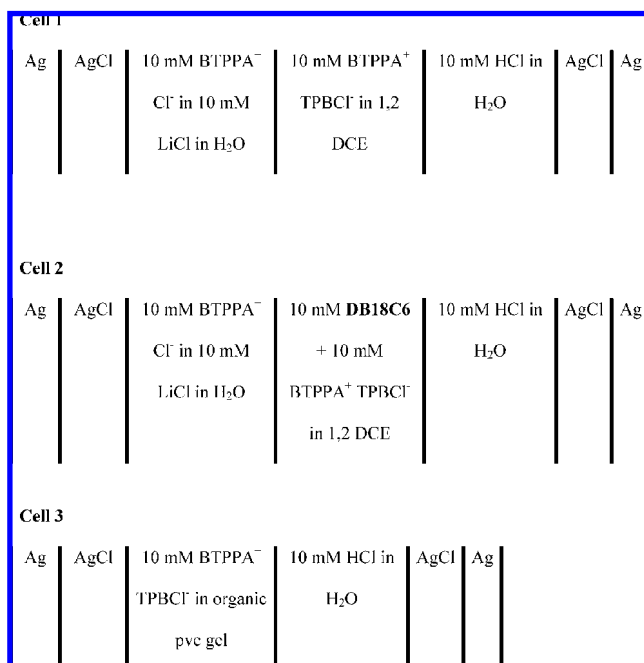 Cell 1
Ag
AgCl
10 mM BTPPA⁻
Cl⁻ in 10 mM
LiCl in H₂O
10 mM BTPPA⁺
TPBCl⁻ in 1,2
DCE
10 mM HCl in
H₂O
AgCl
Ag
Cell 2
Ag
AgCl
10 mM BTPPA⁻
Cl⁻ in 10 mM
LiCl in H₂O
10 mM DB18C6
+ 10 mM
BTPPA⁺ TPBCl⁻
in 1,2 DCE
10 mM HCl in
H₂O
AgCl
Ag
Cell 3
Ag
AgCl
10 mM BTPPA⁻
TPBCl⁻ in organic
pvc gel
10 mM HCl in
H₂O
AgCl
Ag